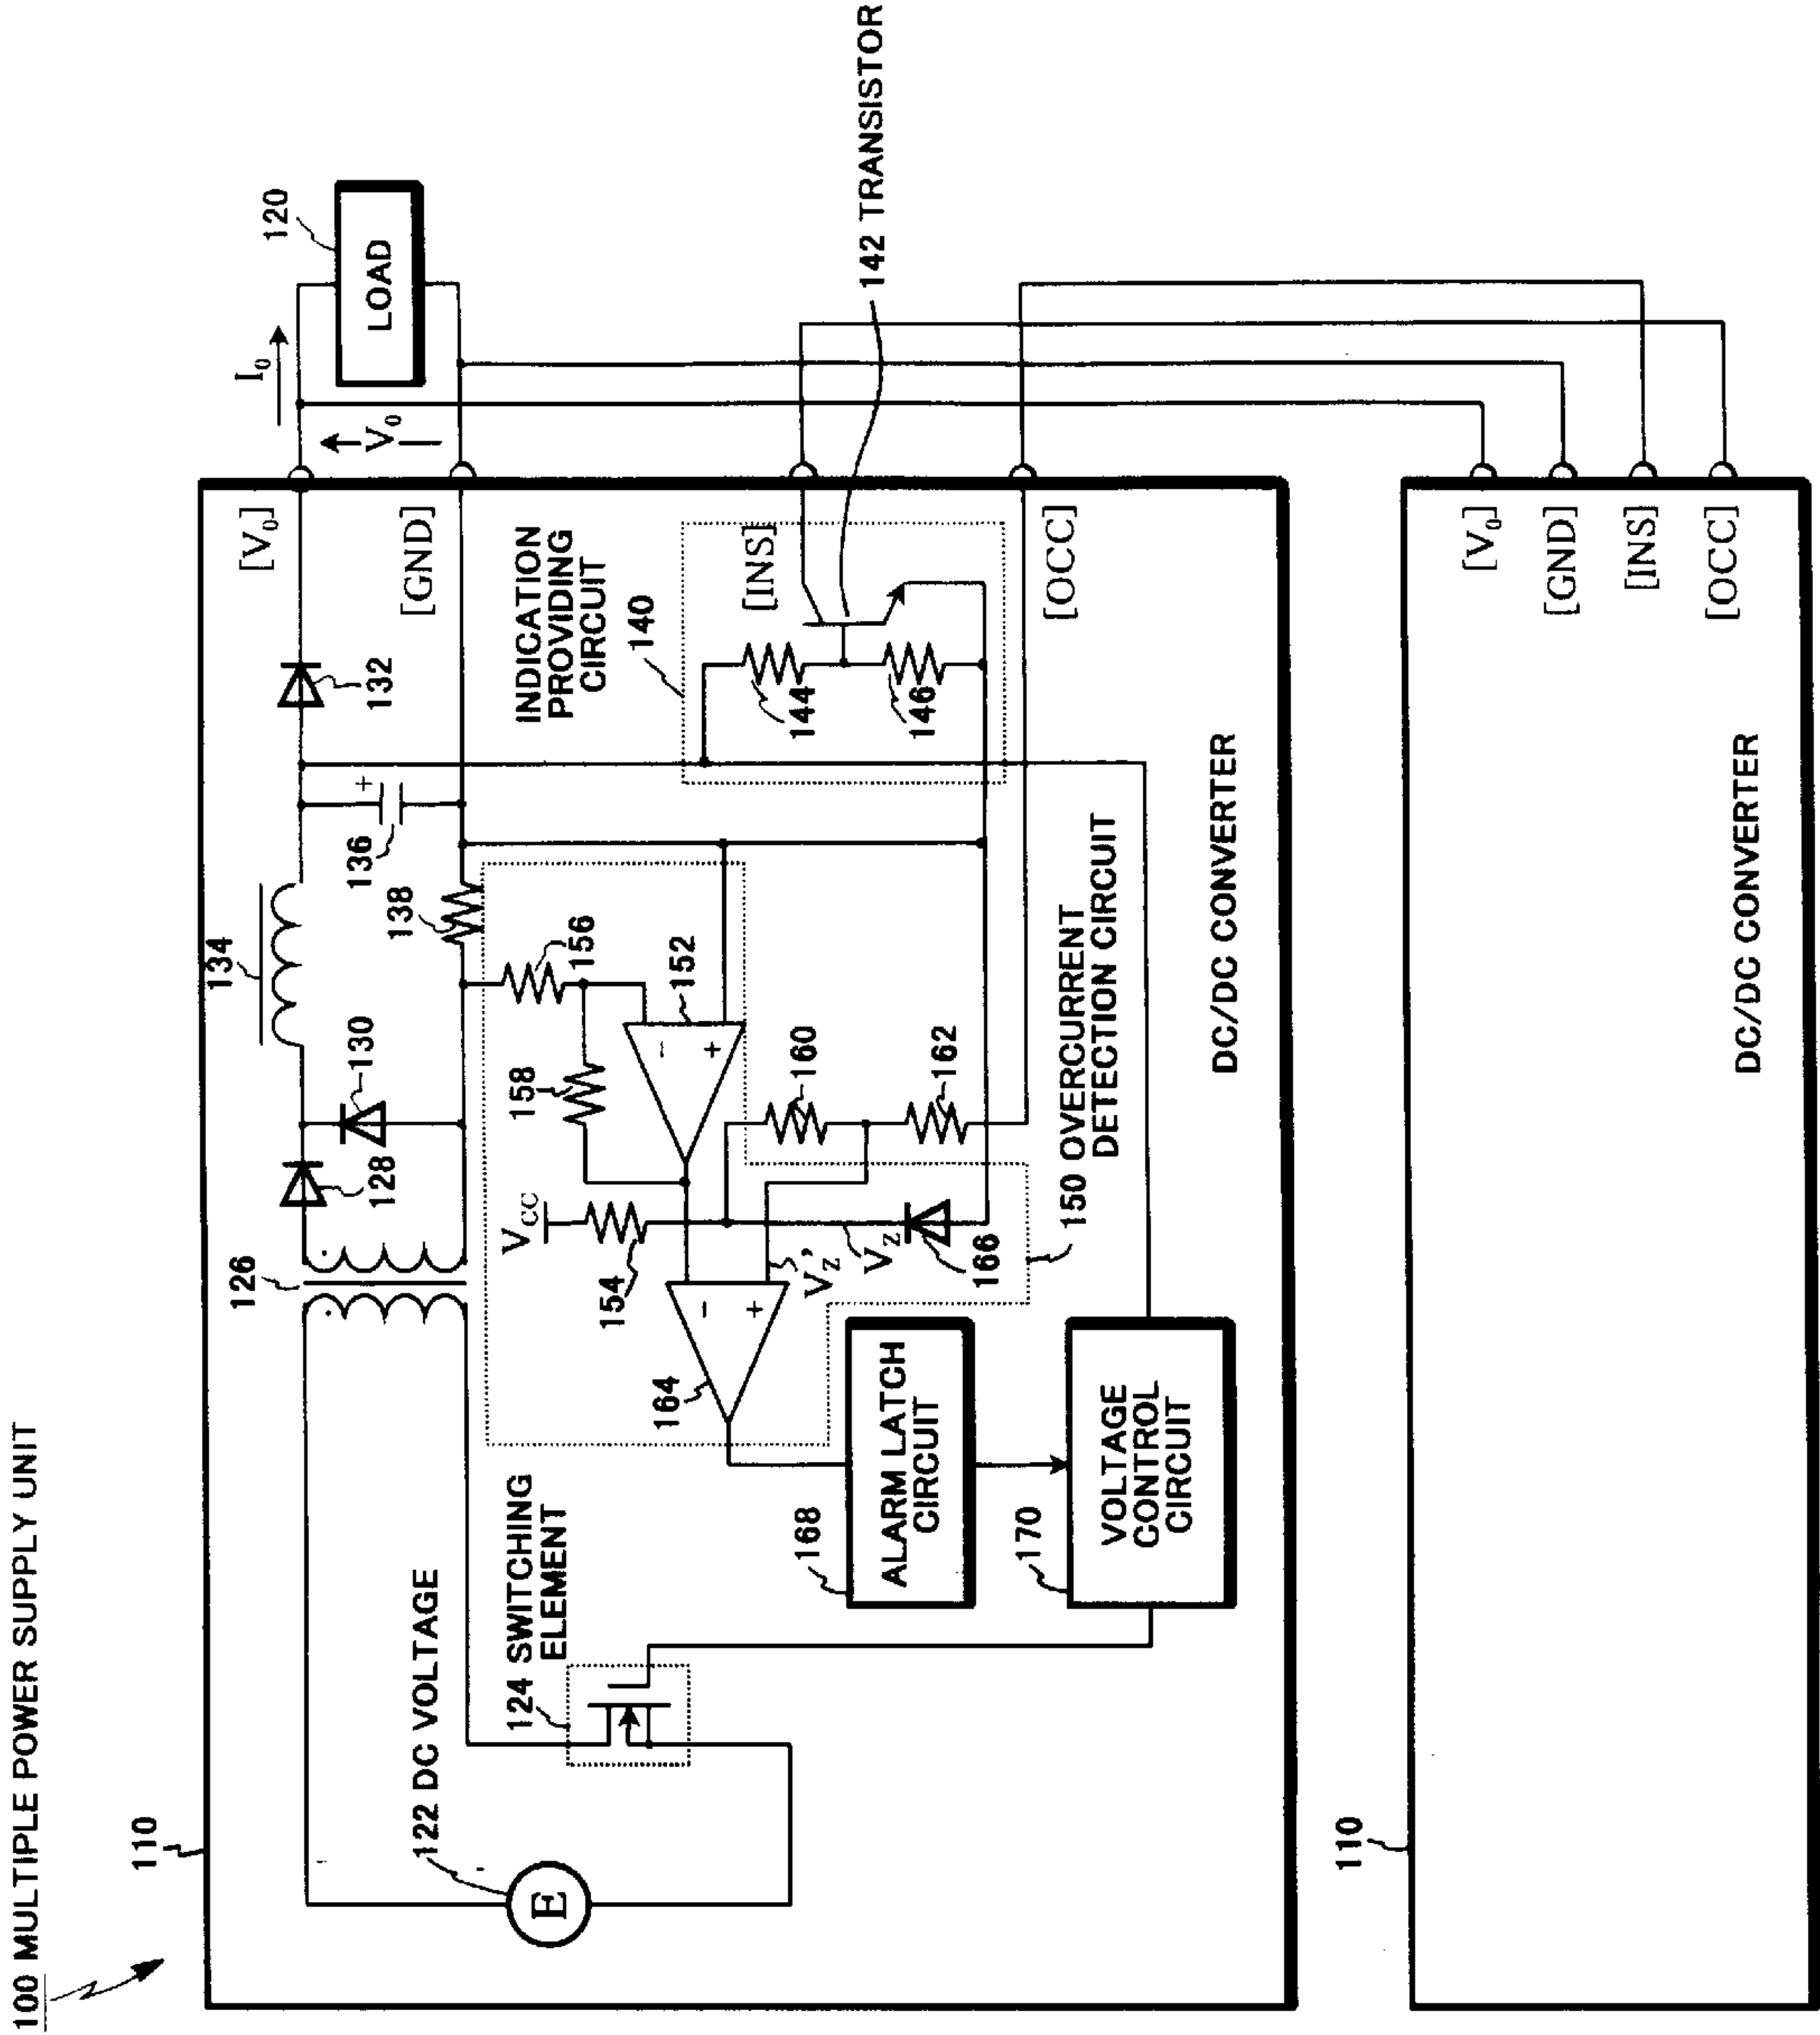 100 MULTIPLE POWER SUPPLY UNIT
110
122 DC VOLTAGE
E
124 SWITCHING
ELEMENT
126
128
130
134
136
+
132
138
[V₀]
[GND]
V₀
I₀
120
LOAD
INDICATION
PROVIDING
CIRCUIT
140
[INS]
144
146
142 TRANSISTOR
[OCC]
156
158
152
-
+
V_CC
154
160
162
164
-
+
V_Z'
V_Z
166
150 OVERCURRENT
DETECTION CIRCUIT
168
ALARM LATCH
CIRCUIT
170
VOLTAGE
CONTROL
CIRCUIT
DC/DC CONVERTER
110
[V₀]
[GND]
[INS]
[OCC]
DC/DC CONVERTER